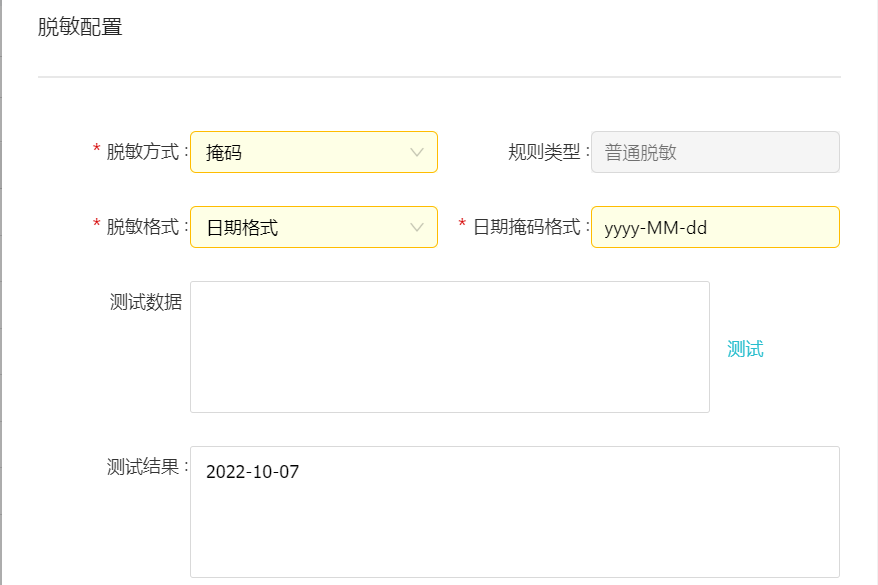 脱敏配置
* 脱敏方式 : 掩码 规则类型 : 普通脱敏
* 脱敏格式 : 日期格式 * 日期掩码格式 : yyyy-MM-dd
测试数据
测试
测试结果 : 2022-10-07